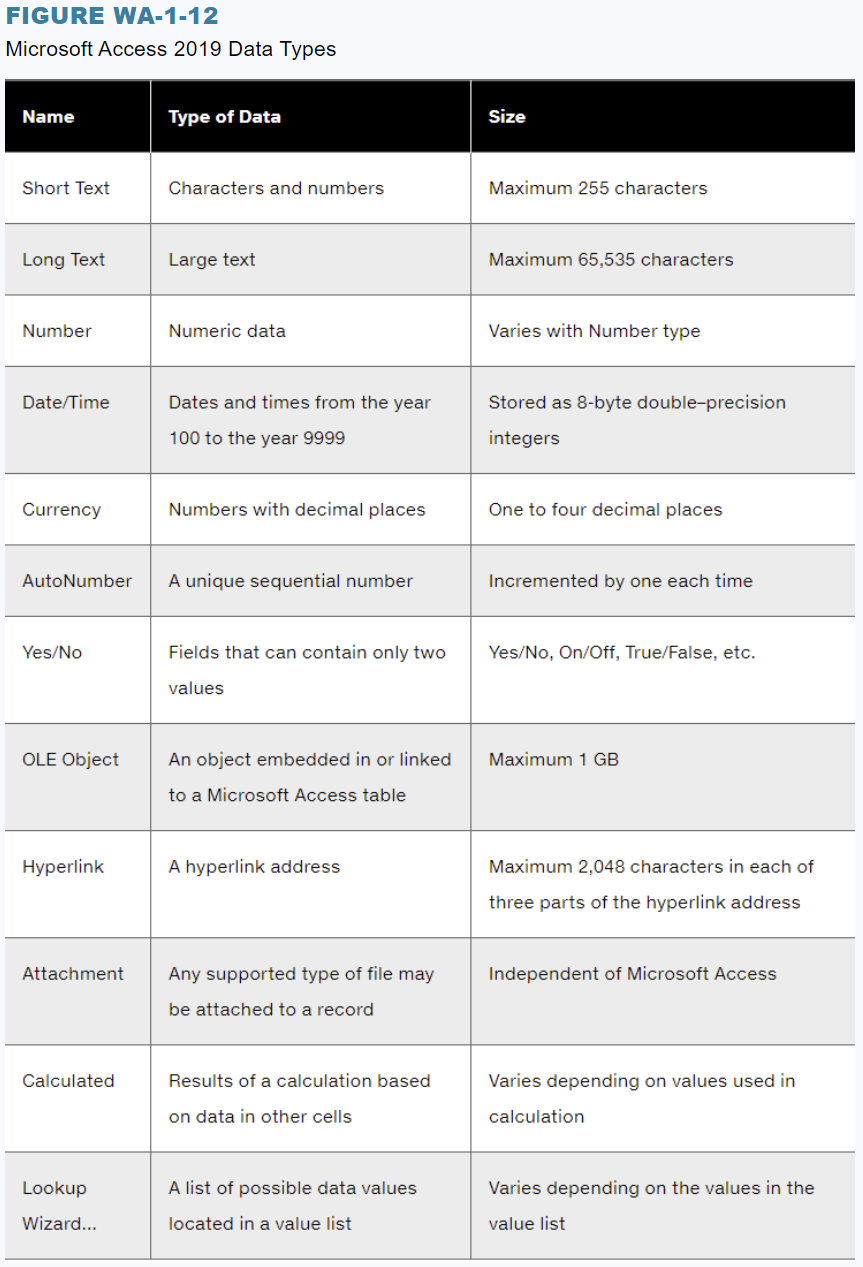 FIGURE WA-1-12
Microsoft Access 2019 Data Types
Name Type of Data Size
Short Text Characters and numbers Maximum 255 characters
Long Text Large text Maximum 65,535 characters
Number Numeric data Varies with Number type
Date/Time Dates and times from the year Stored as 8-byte double–precision
100 to the year 9999 integers
Currency Numbers with decimal places One to four decimal places
AutoNumber A unique sequential number Incremented by one each time
Yes/No Fields that can contain only two Yes/No, On/Off, True/False, etc.
values
OLE Object An object embedded in or linked Maximum 1 GB
to a Microsoft Access table
Hyperlink A hyperlink address Maximum 2,048 characters in each of
three parts of the hyperlink address
Attachment Any supported type of file may Independent of Microsoft Access
be attached to a record
Calculated Results of a calculation based Varies depending on values used in
on data in other cells calculation
Lookup A list of possible data values Varies depending on the values in the
Wizard... located in a value list value list